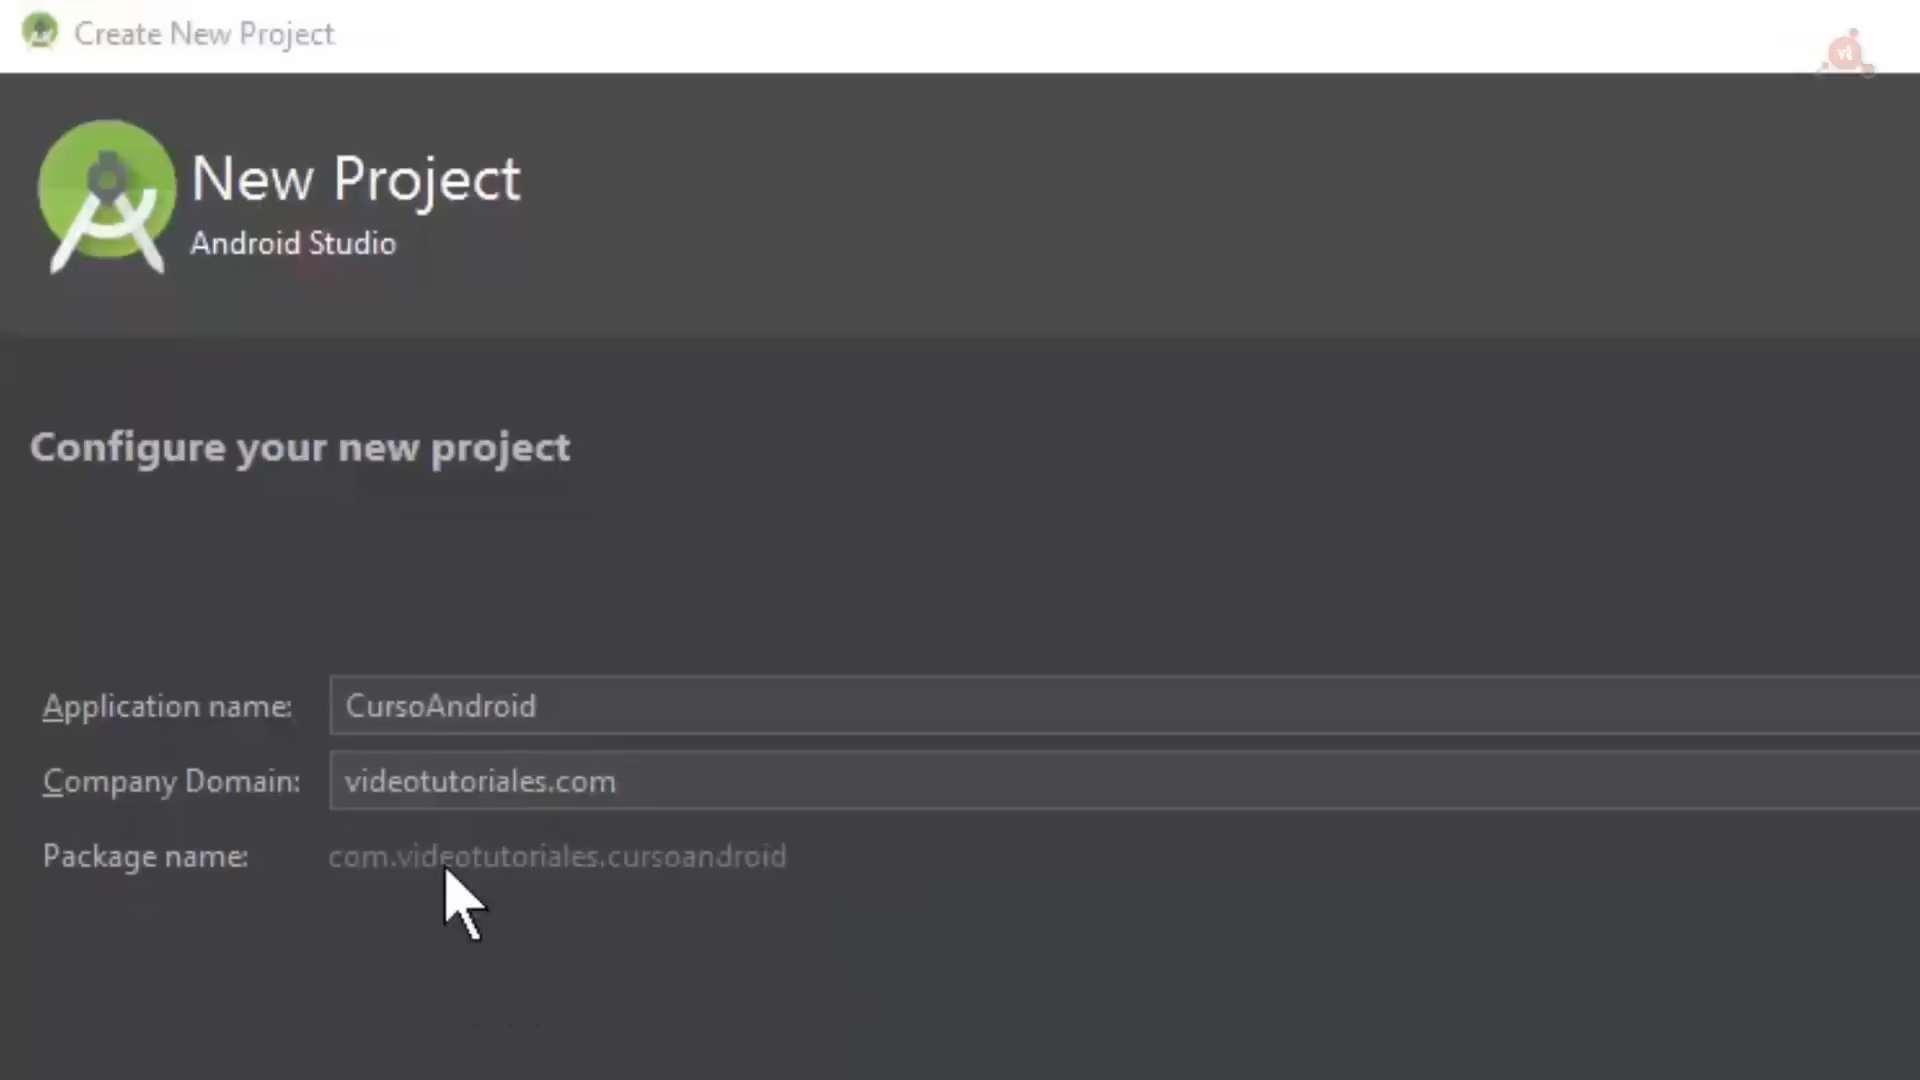 Create New Project
vt
New Project
Android Studio
Configure your new project
Application name: CursoAndroid
Company Domain: videotutoriales.com
Package name: com.videotutoriales.cursoandroid